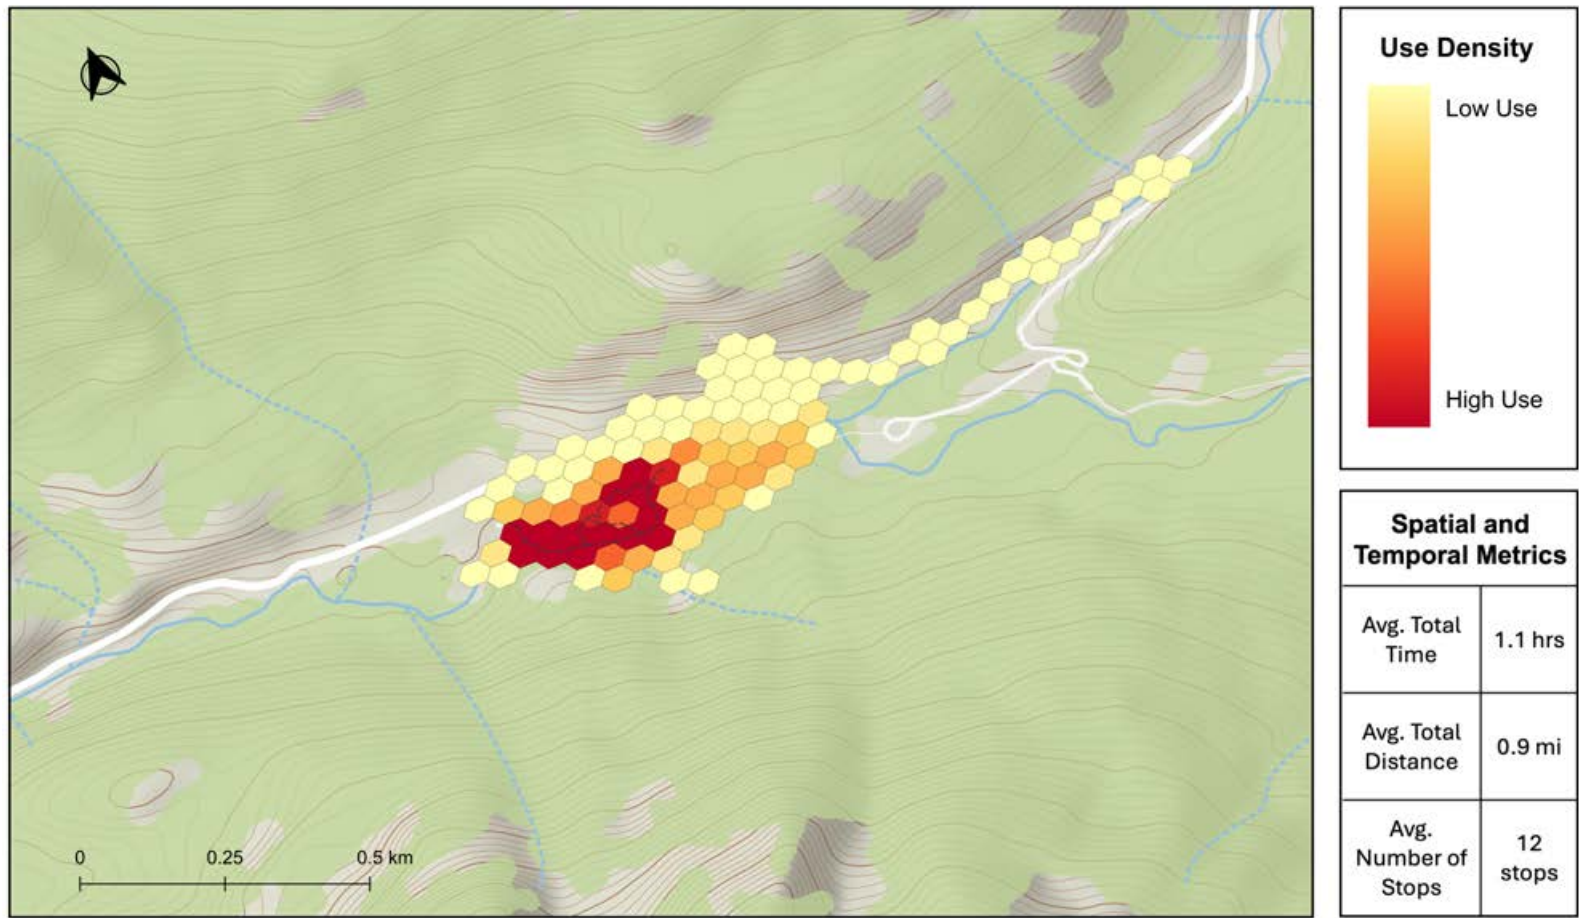 Use Density
Low Use
High Use
Spatial and
Temporal Metrics
Avg. Total
Time
1.1 hrs
Avg. Total
Distance
0.9 mi
Avg.
Number of
Stops
12
stops
0
0.25
0.5 km